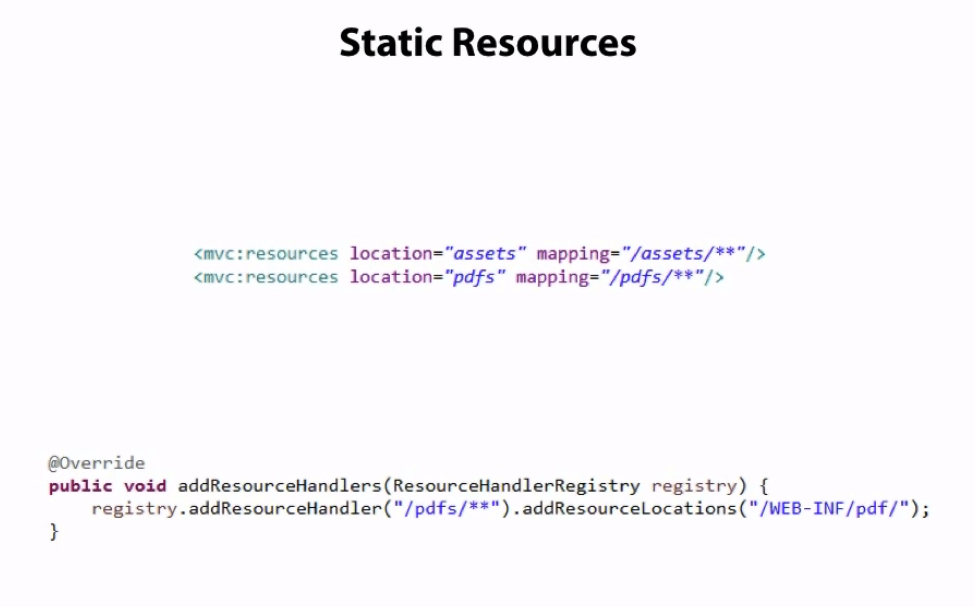 Static Resources
<mvc:resources location="assets" mapping="/assets/**"/>
<mvc:resources location="pdfs" mapping="/pdfs/**"/>
@Override
public void addResourceHandlers(ResourceHandlerRegistry registry) {
    registry.addResourceHandler("/pdfs/**").addResourceLocations("/WEB-INF/pdf/");
}